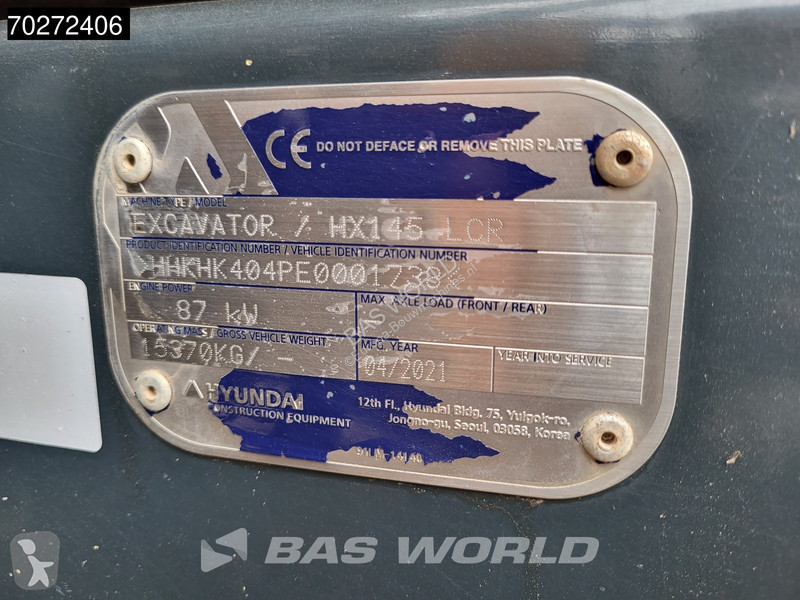 70272406
CE DO NOT DEFACE OR REMOVE THIS PLATE
MACHINE TYPE / MODEL
EXCAVATOR / HX145 LCR
PRODUCT IDENTIFICATION NUMBER / VEHICLE IDENTIFICATION NUMBER
ENGINE POWER
87 kW
MAX. AXLE LOAD (FRONT / REAR)
OPERATING MASS / GROSS VEHICLE WEIGHT
15370KG/ -
MFG. YEAR
04/2021
YEAR INTO SERVICE
HYUNDAI
CONSTRUCTION EQUIPMENT
12th Fl., Hyundai Bldg. 75, Yulgok-ro,
Jongno-gu, Seoul, 03058, Korea
BAS WORLD
BAS WORLD